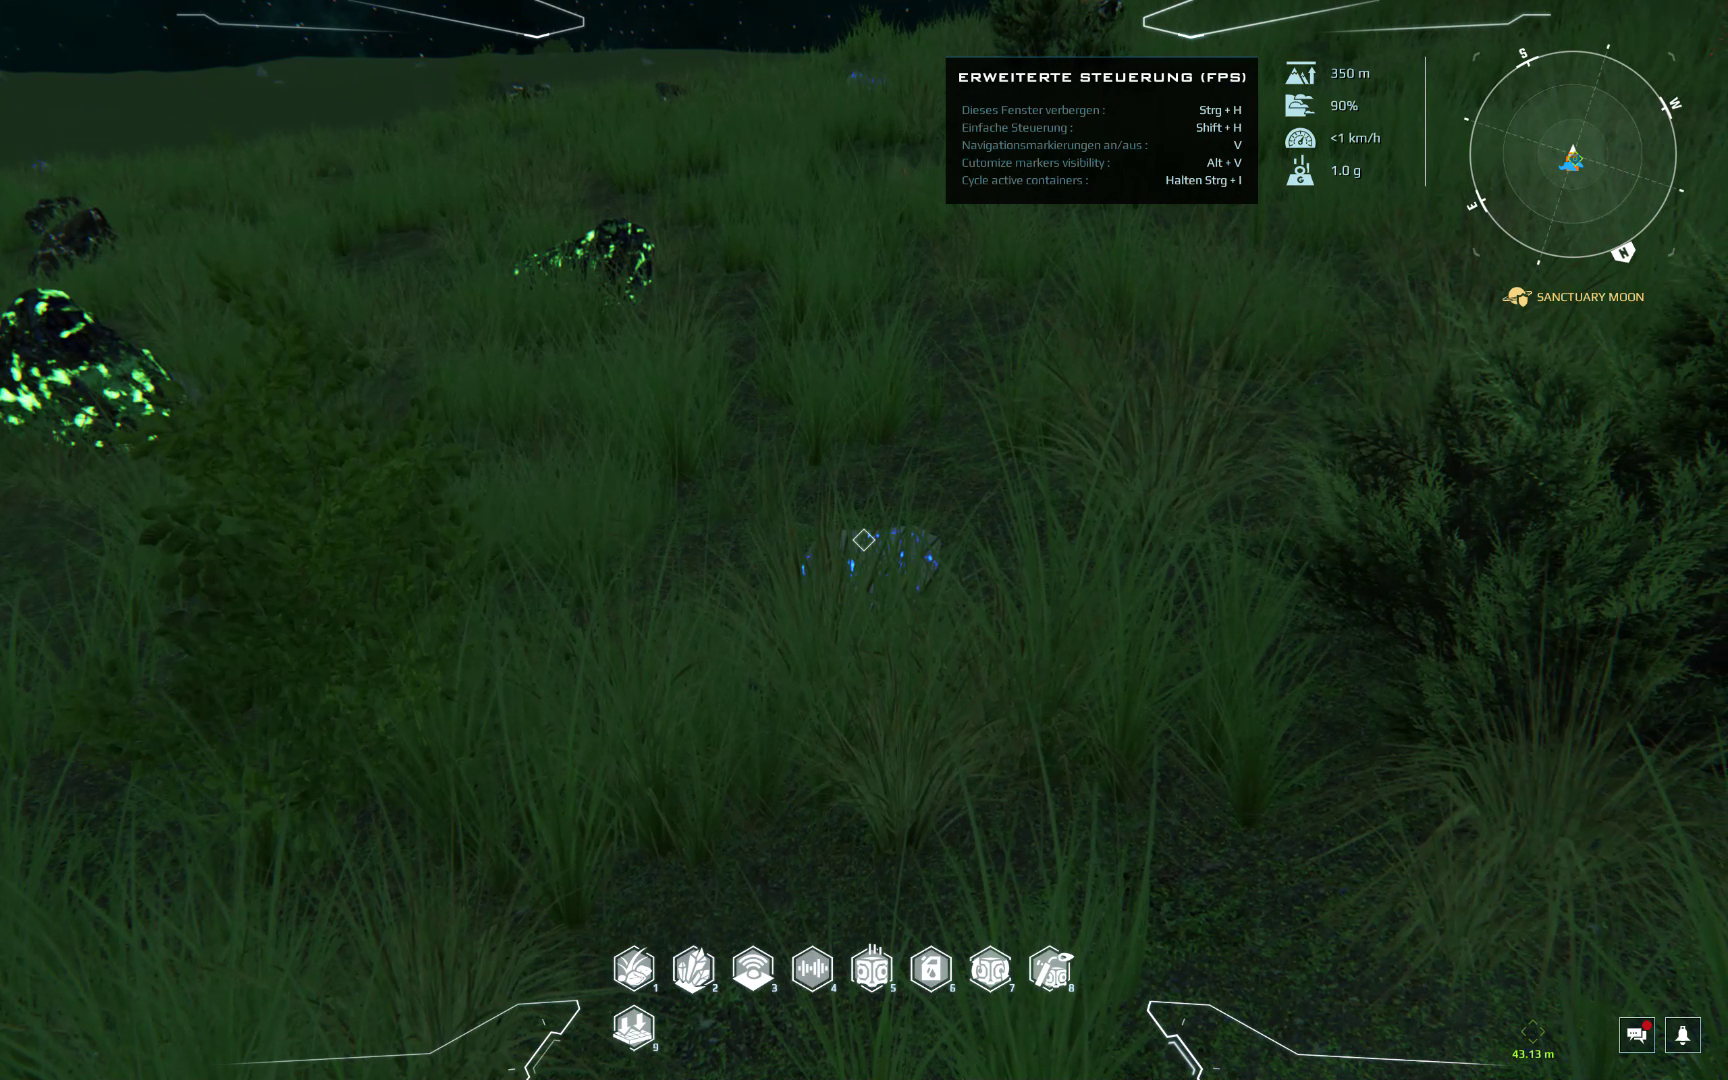 ERWEITERTE STEUERUNG (FPS)
Dieses Fenster verbergen : Strg + H
Einfache Steuerung : Shift + H
Navigationsmarkierungen an/aus : V
Cutomize markers visibility : Alt + V
Cycle active containers : Halten Strg + I
350 m
90%
<1 km/h
1.0 g
S
W
E
N
SANCTUARY MOON
1 2 3 4 5 6 7 8
9
43.13 m